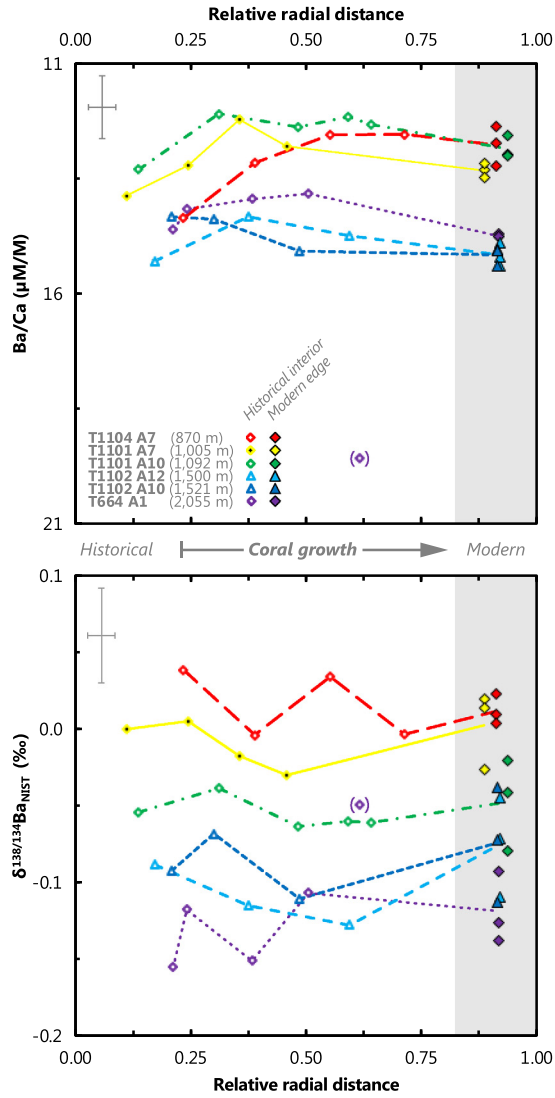 Relative radial distance
0.00 0.25 0.50 0.75 1.00
11
16
21
Ba/Ca (µM/M)
Historical interior
Modern edge
T1104 A7 (870 m)
T1101 A7 (1,005 m)
T1101 A10 (1,092 m)
T1102 A12 (1,500 m)
T1102 A10 (1,521 m)
T664 A1 (2,055 m)
( )
Historical Coral growth Modern
0.1
0.0
-0.1
-0.2
δ138/134BaNIST (‰)
( )
0.00 0.25 0.50 0.75 1.00
Relative radial distance